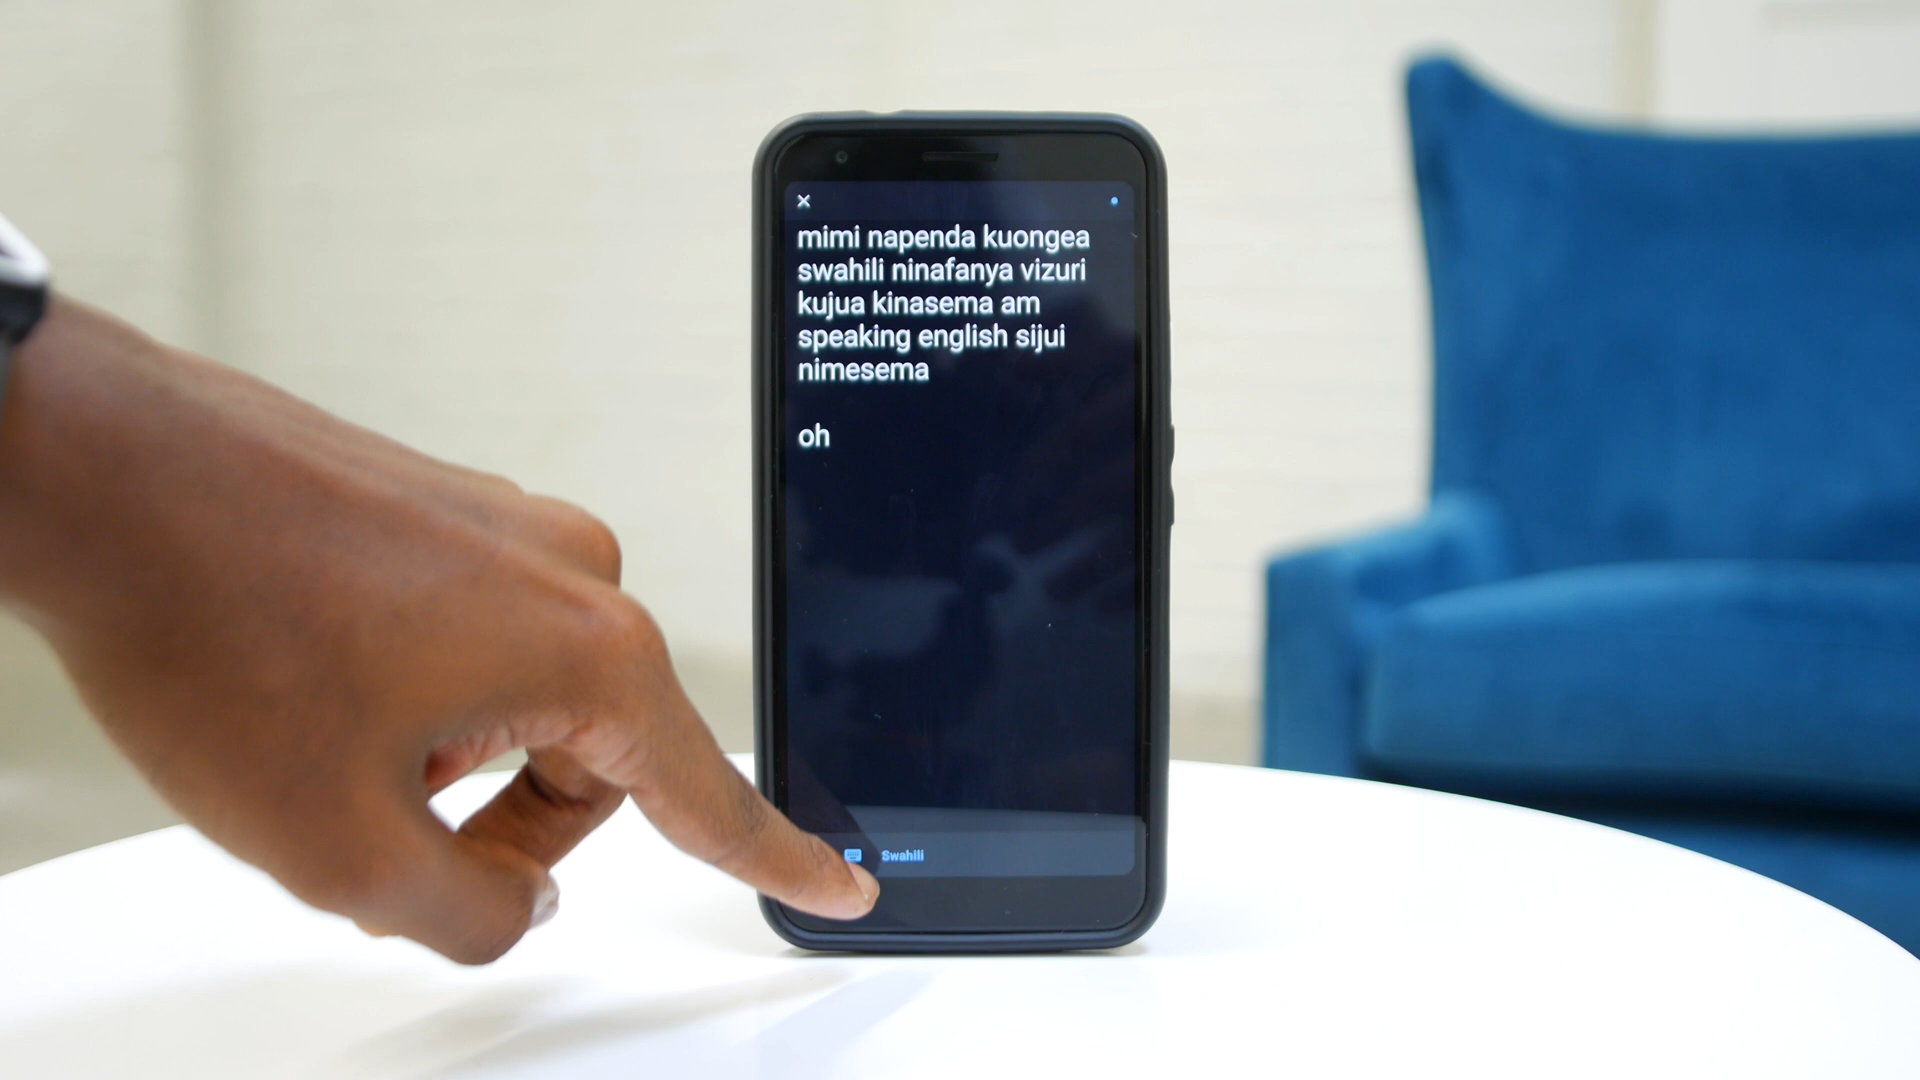 mimi napenda kuongea
swahili ninafanya vizuri
kujua kinasema am
speaking english sijui
nimesema
oh
Swahili